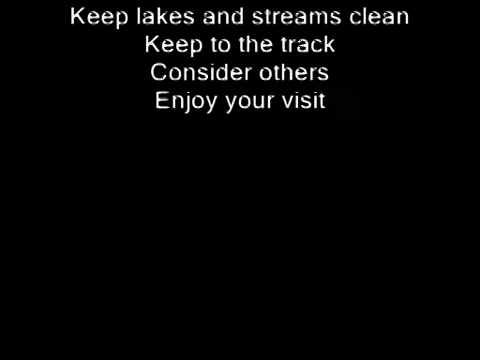 Keep lakes and streams clean
Keep to the track
Consider others
Enjoy your visit